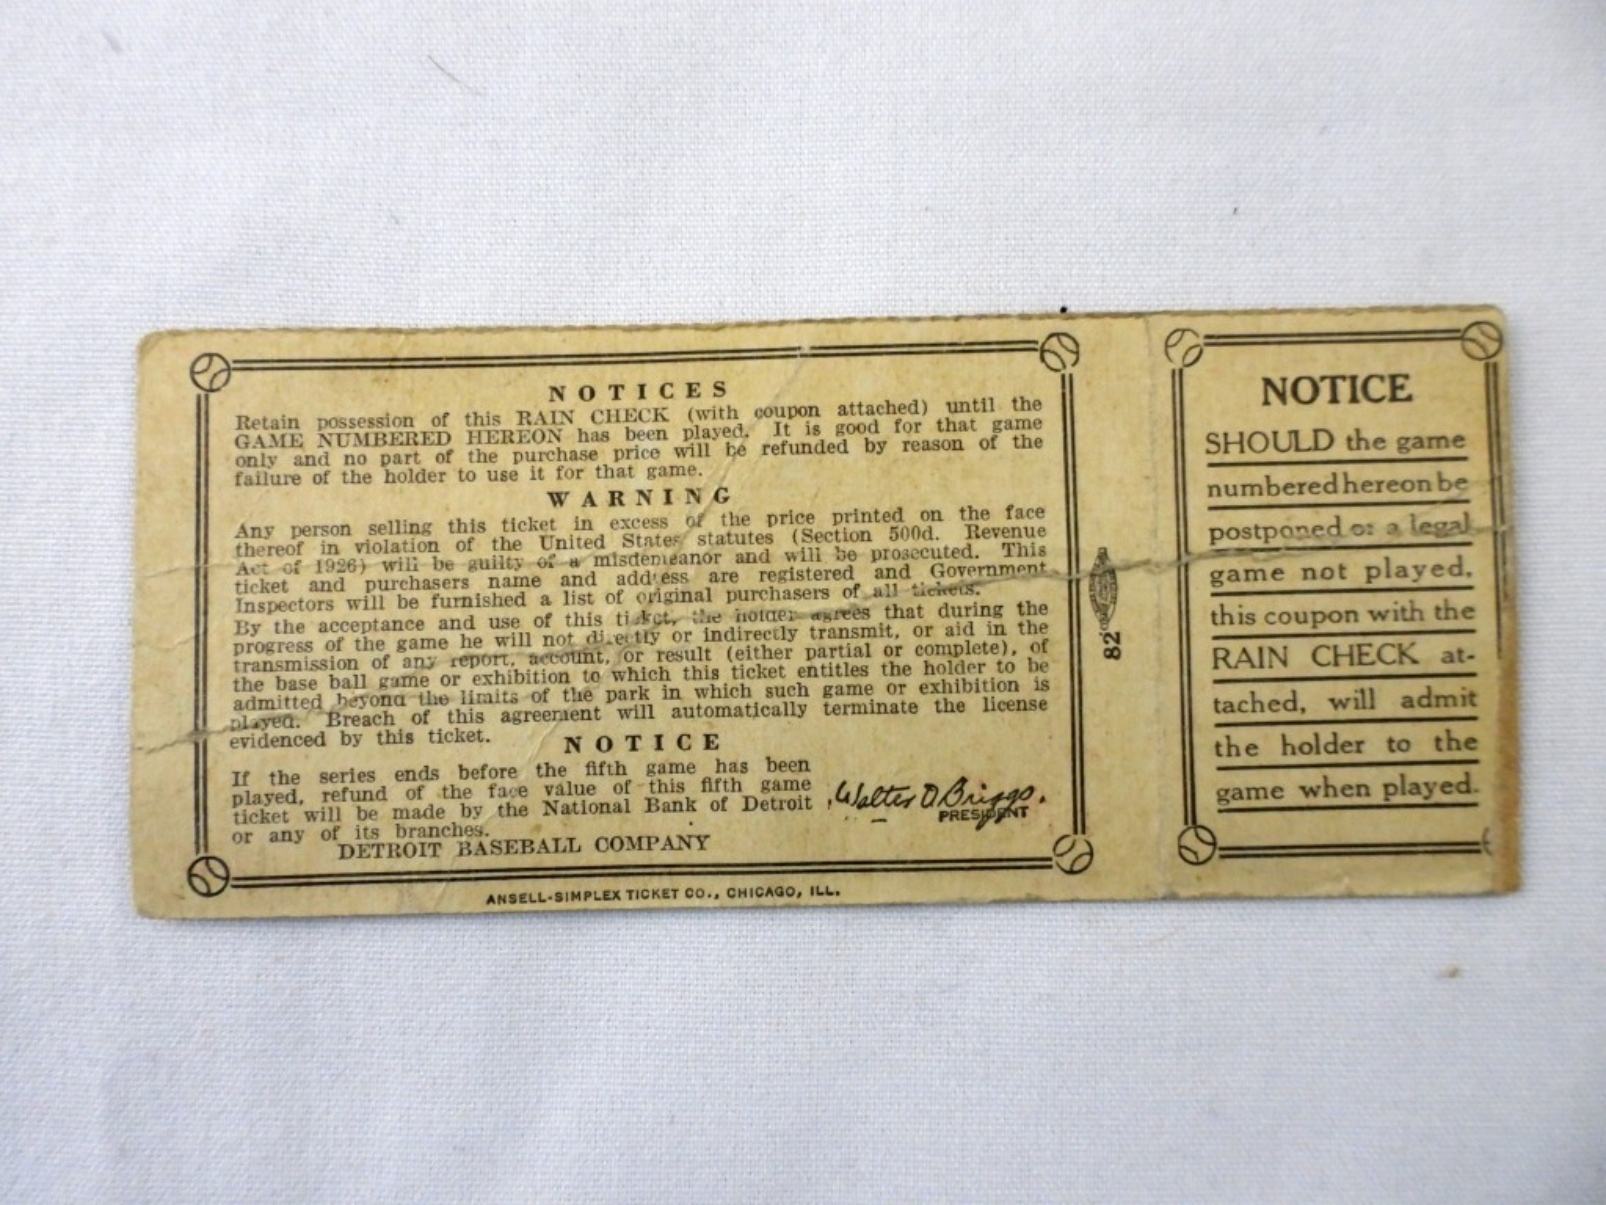 NOTICES
Retain possession of this RAIN CHECK (with coupon attached) until the
GAME NUMBERED HEREON has been played. It is good for that game
only and no part of the purchase price will be refunded by reason of the
failure of the holder to use it for that game.
WARNING
Any person selling this ticket in excess of the price printed on the face
thereof in violation of the United States statutes (Section 500d. Revenue
Act of 1926) will be guilty of a misdemeanor and will be prosecuted. This
ticket and purchasers name and address are registered and Government
Inspectors will be furnished a list of original purchasers of all tickets.
By the acceptance and use of this ticket, the holder agrees that during the
progress of the game he will not directly or indirectly transmit, or aid in the
transmission of any report, account, or result (either partial or complete), of
the base ball game or exhibition to which this ticket entitles the holder to be
admitted beyond the limits of the park in which such game or exhibition is
played. Breach of this agreement will automatically terminate the license
evidenced by this ticket.
NOTICE
If the series ends before the fifth game has been
played, refund of the face value of this fifth game
ticket will be made by the National Bank of Detroit
or any of its branches.
DETROIT BASEBALL COMPANY
Walter O Briggs.
PRESIDENT
ANSELL-SIMPLEX TICKET CO., CHICAGO, ILL.
82
NOTICE
SHOULD the game
numbered hereon be
postponed or a legal
game not played,
this coupon with the
RAIN CHECK at-
tached, will admit
the holder to the
game when played.